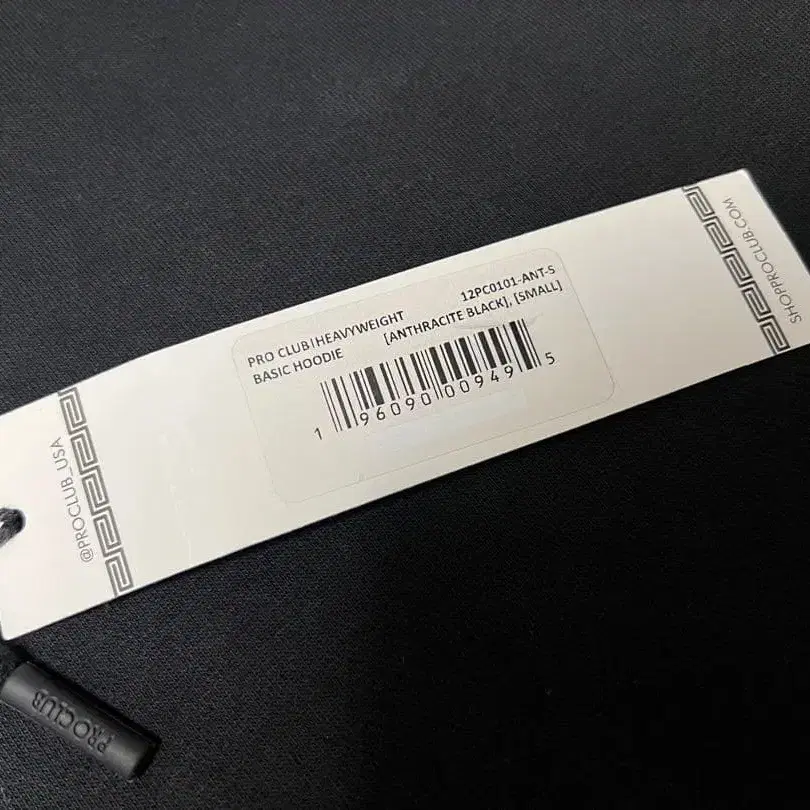 @PROCLUB_USA
PRO CLUB|HEAVYWEIGHT 12PC0101-ANT-S
BASIC HOODIE [ANTHRACITE BLACK], [SMALL]
1 96090 00949 5
SHOPPROCLUB.COM
PROCLUB